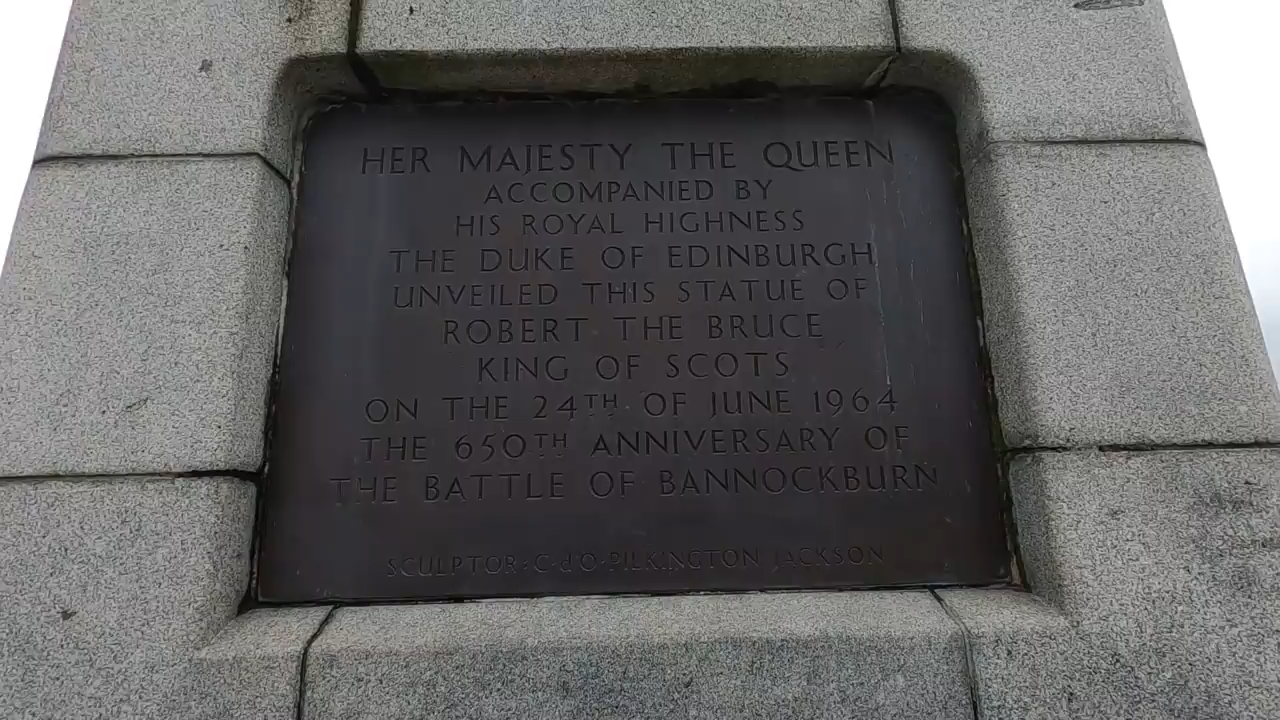 HER MAJESTY THE QUEEN
ACCOMPANIED BY
HIS ROYAL HIGHNESS
THE DUKE OF EDINBURGH
UNVEILED THIS STATUE OF
ROBERT THE BRUCE
KING OF SCOTS
ON THE 24TH OF JUNE 1964
THE 650TH ANNIVERSARY OF
THE BATTLE OF BANNOCKBURN
SCULPTOR: C·d'O·PILKINGTON JACKSON